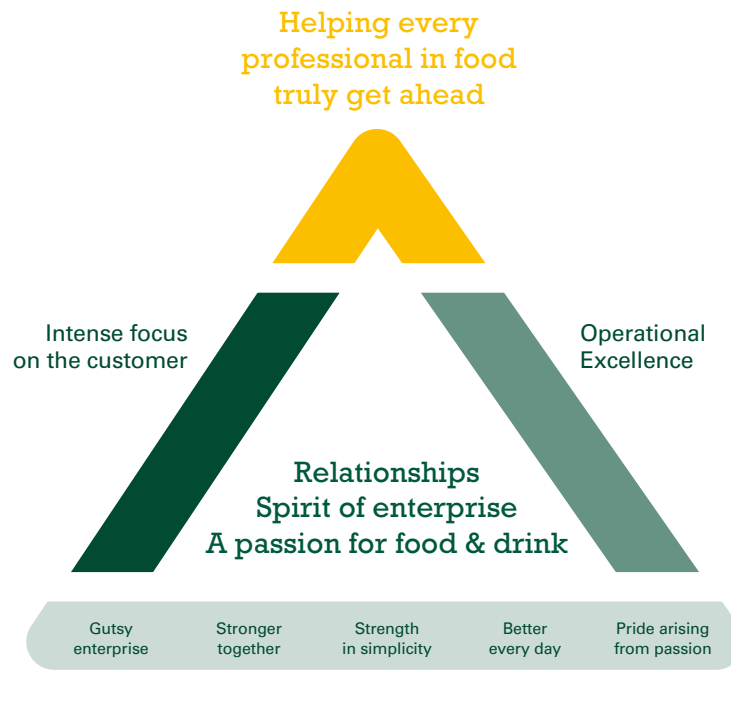 Helping every
professional in food
truly get ahead
Intense focus
on the customer
Operational
Excellence
Relationships
Spirit of enterprise
A passion for food & drink
Gutsy
enterprise
Stronger
together
Strength
in simplicity
Better
every day
Pride arising
from passion